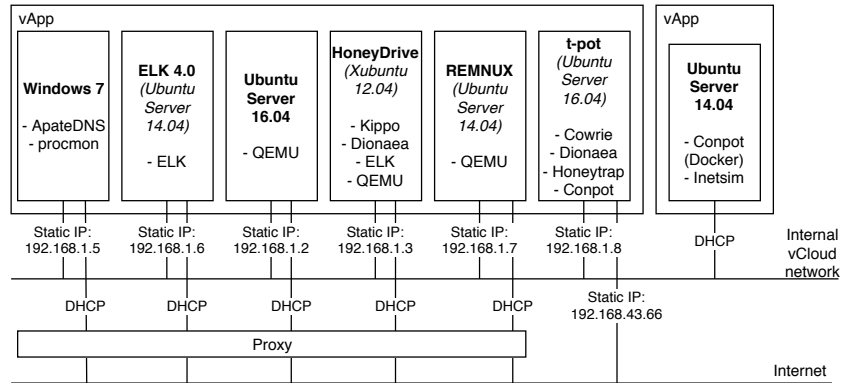 vApp
Windows 7
- ApateDNS
- procmon
ELK 4.0
(Ubuntu
Server
14.04)
- ELK
Ubuntu
Server
16.04
- QEMU
HoneyDrive
(Xubuntu
12.04)
- Kippo
- Dionaea
- ELK
- QEMU
REMNUX
(Ubuntu
Server
14.04)
- QEMU
t-pot
(Ubuntu
Server
16.04)
- Cowrie
- Dionaea
- Honeytrap
- Conpot
vApp
Ubuntu
Server
14.04
- Conpot
(Docker)
- Inetsim
Static IP:
192.168.1.5
Static IP:
192.168.1.6
Static IP:
192.168.1.2
Static IP:
192.168.1.3
Static IP:
192.168.1.7
Static IP:
192.168.1.8
DHCP
Internal
vCloud
network
DHCP
DHCP
DHCP
DHCP
DHCP
Static IP:
192.168.43.66
Proxy
Internet